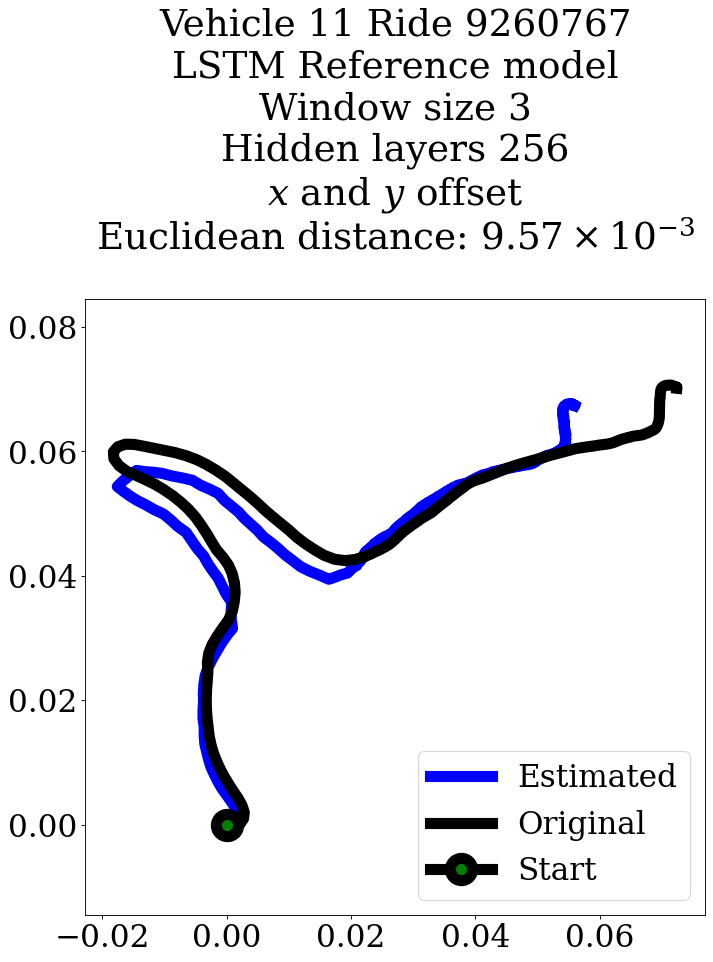 Vehicle 11 Ride 9260767
LSTM Reference model
Window size 3
Hidden layers 256
x and y offset
Euclidean distance: 9.57 × 10⁻³
0.08
0.06
0.04
0.02
0.00
Estimated
Original
Start
−0.02 0.00 0.02 0.04 0.06